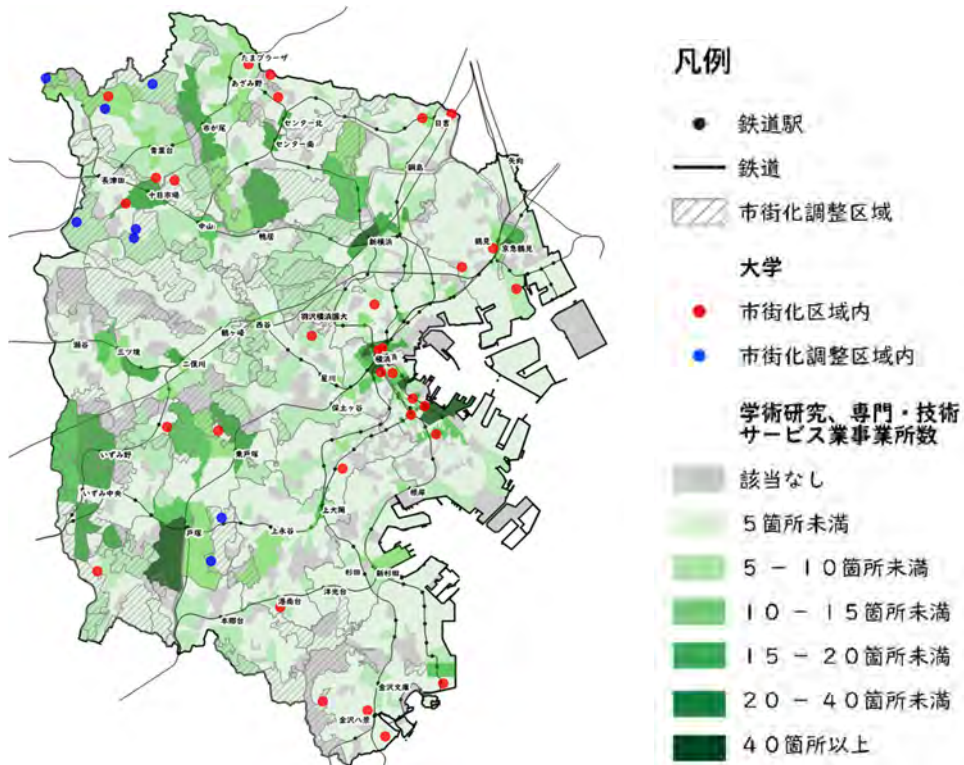 たまプラーザ
あざみ野
センター北
日吉
市が尾
センター南
青葉台
綱島
矢向
長津田
十日市場
中山
鴨居
新横浜
鶴見
京急鶴見
羽沢横浜国大
西谷
鶴ヶ峰
瀬谷
三ツ境
二俣川
横浜
星川
保土ヶ谷
東戸塚
いずみ野
いずみ中央
上大岡
根岸
戸塚
上永谷
杉田
新杉田
洋光台
港南台
本郷台
金沢文庫
金沢八景
凡例
鉄道駅
鉄道
市街化調整区域
大学
市街化区域内
市街化調整区域内
学術研究、専門・技術
サービス業事業所数
該当なし
5箇所未満
5－10箇所未満
10－15箇所未満
15－20箇所未満
20－40箇所未満
40箇所以上